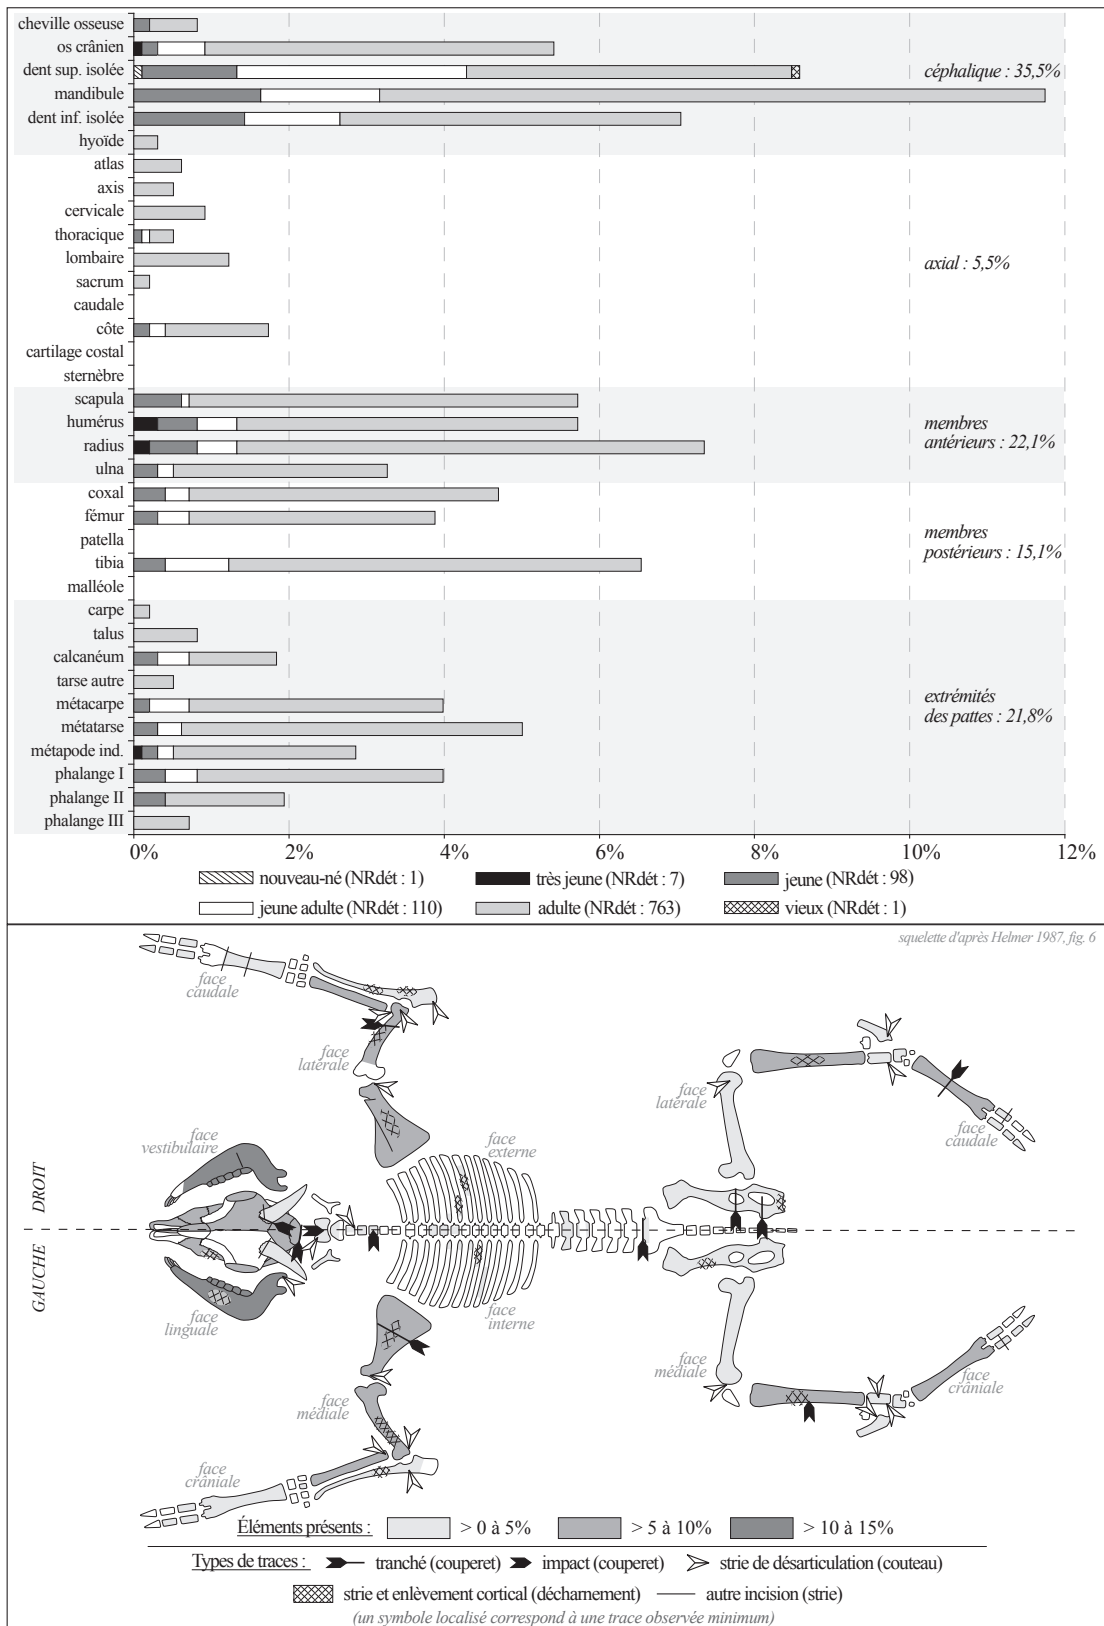 cheville osseuse
os crânien
dent sup. isolée
céphalique : 35,5%
mandibule
dent inf. isolée
hyoïde
atlas
axis
cervicale
thoracique
lombaire
axial : 5,5%
sacrum
caudale
côte
cartilage costal
sternèbre
scapula
humérus
membres
antérieurs : 22,1%
radius
ulna
coxal
fémur
patella
membres
postérieurs : 15,1%
tibia
malléole
carpe
talus
calcanéum
tarse autre
métacarpe
extrémités
des pattes : 21,8%
métatarse
métapode ind.
phalange I
phalange II
phalange III
0% 2% 4% 6% 8% 10% 12%
nouveau-né (NRdét : 1) très jeune (NRdét : 7) jeune (NRdét : 98)
jeune adulte (NRdét : 110) adulte (NRdét : 763) vieux (NRdét : 1)
squelette d'après Helmer 1987, fig. 6
face
caudale
face
latérale
face
latérale
face
caudale
face
vestibulaire
face
externe
DROIT
GAUCHE
face
linguale
face
interne
face
médiale
face
médiale
face
crâniale
face
crâniale
Éléments présents : > 0 à 5% > 5 à 10% > 10 à 15%
Types de traces : tranché (couperet) impact (couperet) strie de désarticulation (couteau)
strie et enlèvement cortical (décharnement) autre incision (strie)
(un symbole localisé correspond à une trace observée minimum)